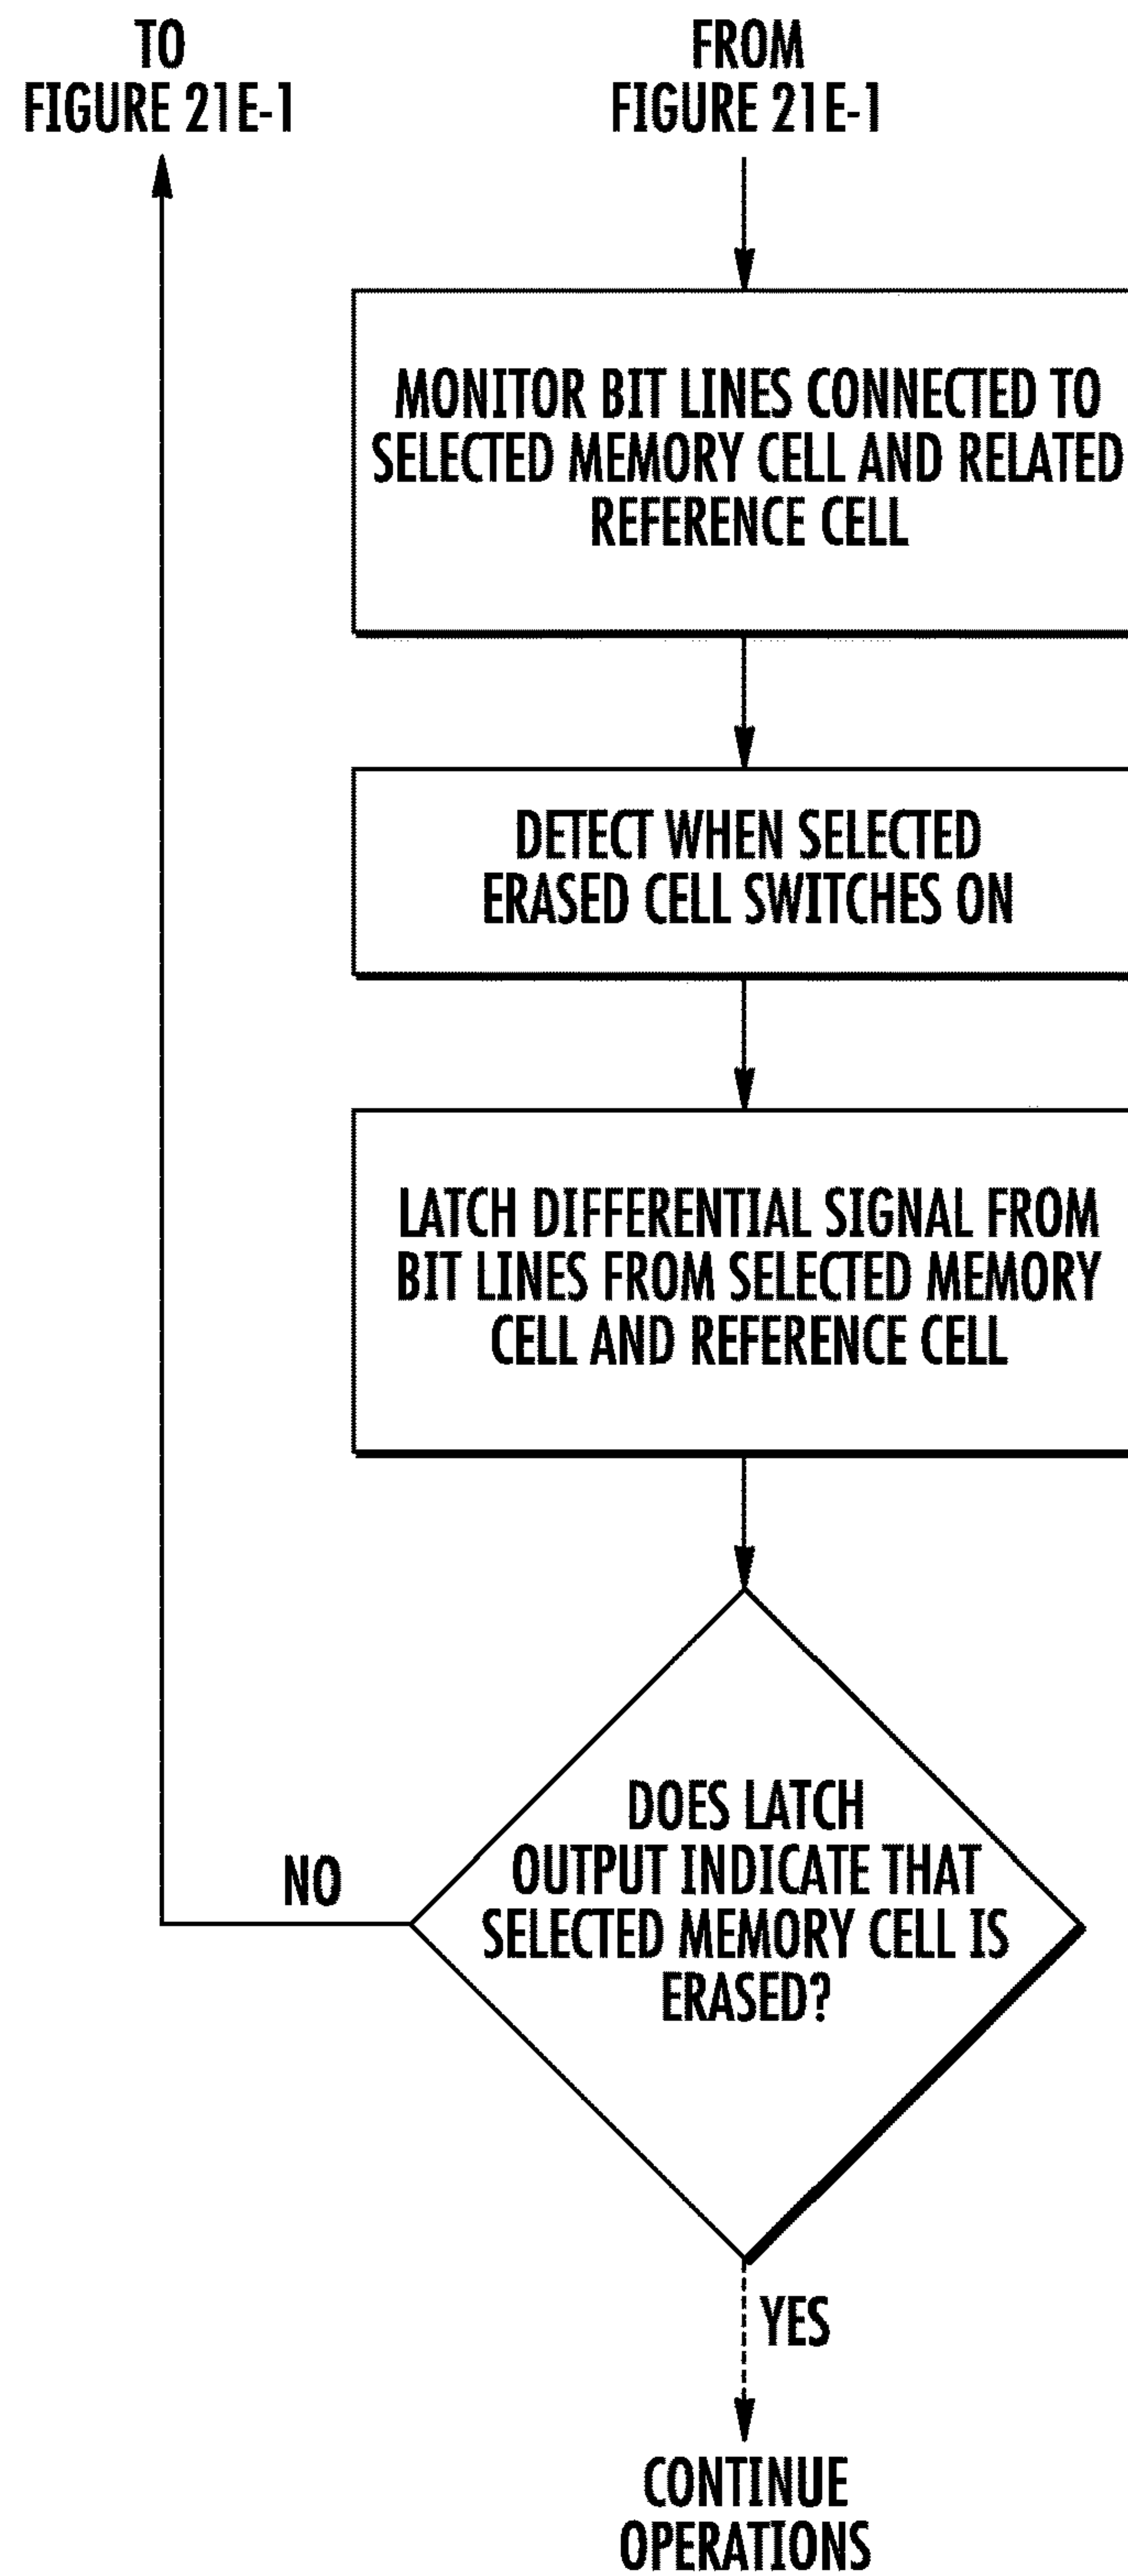 TO
FIGURE 21E-1
FROM
FIGURE 21E-1
MONITOR BIT LINES CONNECTED TO
SELECTED MEMORY CELL AND RELATED
REFERENCE CELL
DETECT WHEN SELECTED
ERASED CELL SWITCHES ON
LATCH DIFFERENTIAL SIGNAL FROM
BIT LINES FROM SELECTED MEMORY
CELL AND REFERENCE CELL
DOES LATCH
OUTPUT INDICATE THAT
SELECTED MEMORY CELL IS
ERASED?
NO
YES
CONTINUE
OPERATIONS